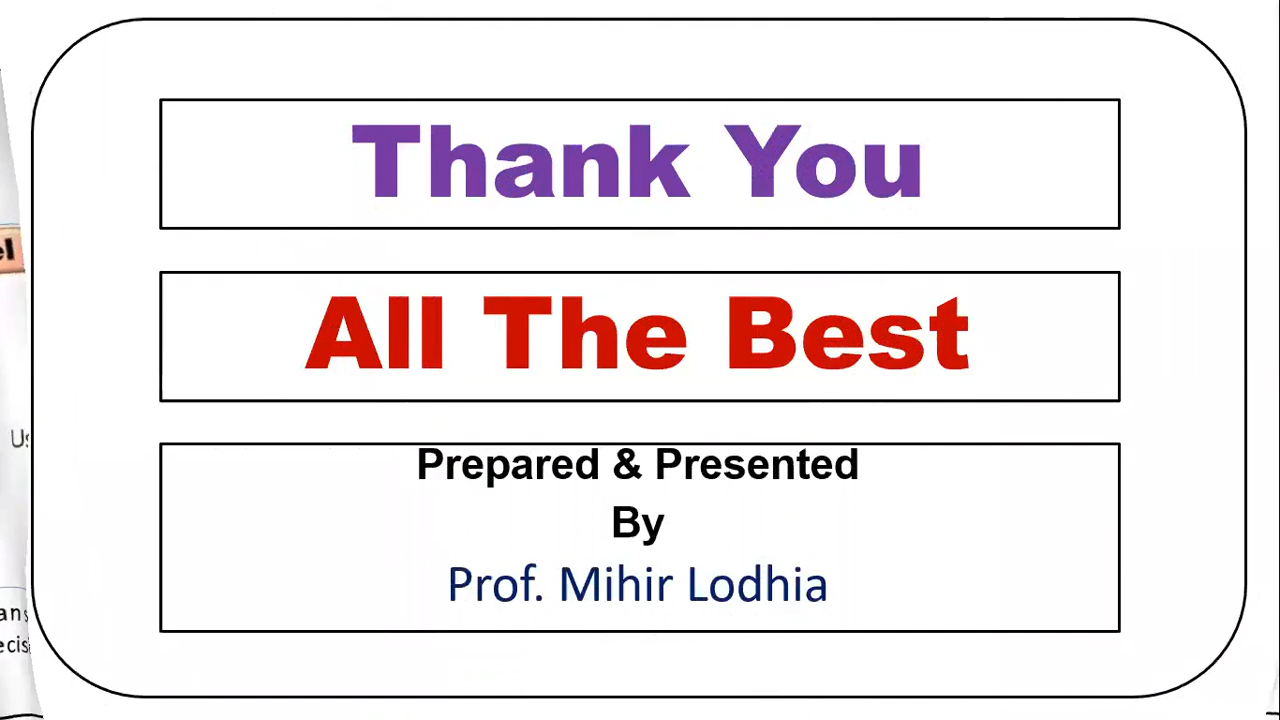 Thank You
All The Best
Prepared & Presented
By
Prof. Mihir Lodhia